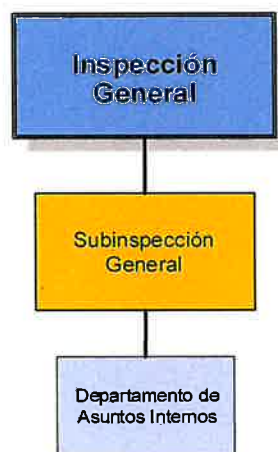 Inspección
General
Subinspección
General
Departamento de
Asuntos Internos